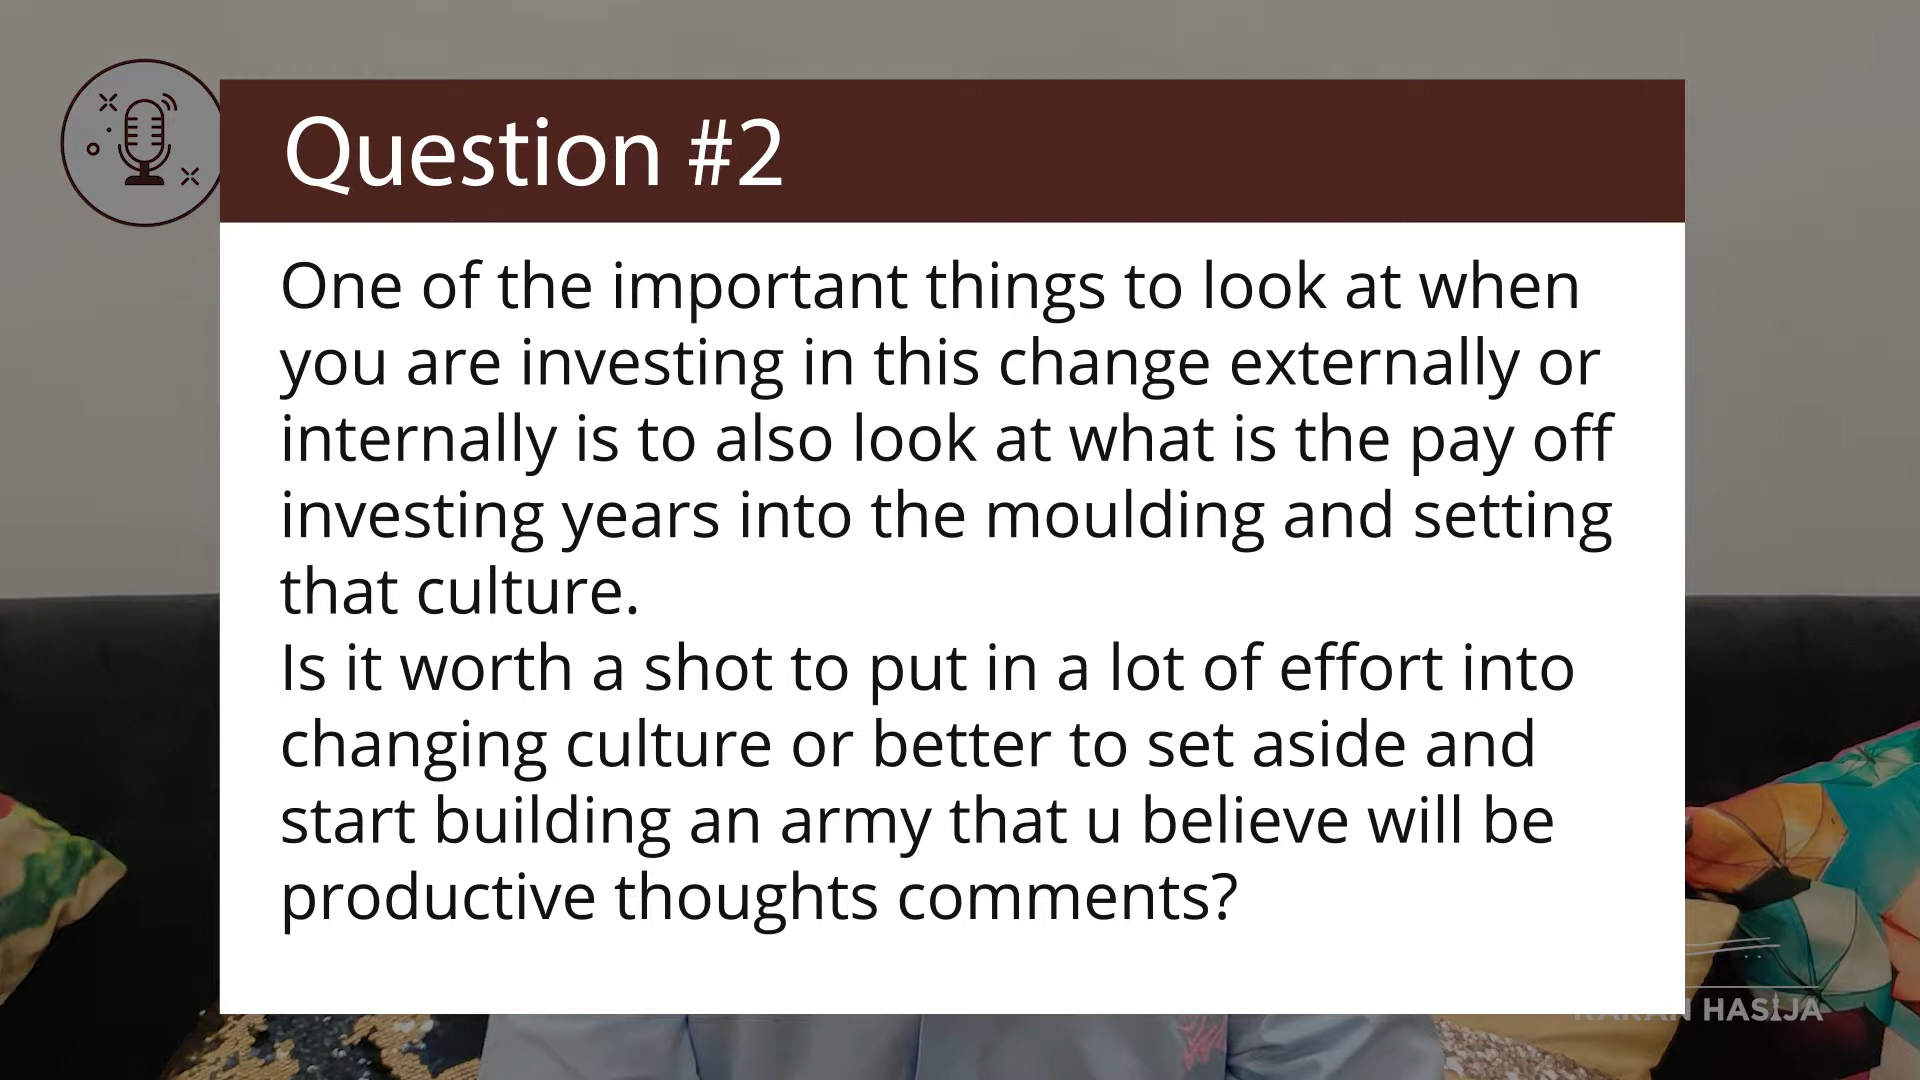 Question #2
One of the important things to look at when
you are investing in this change externally or
internally is to also look at what is the pay off
investing years into the moulding and setting
that culture.
Is it worth a shot to put in a lot of effort into
changing culture or better to set aside and
start building an army that u believe will be
productive thoughts comments?
HASIJA